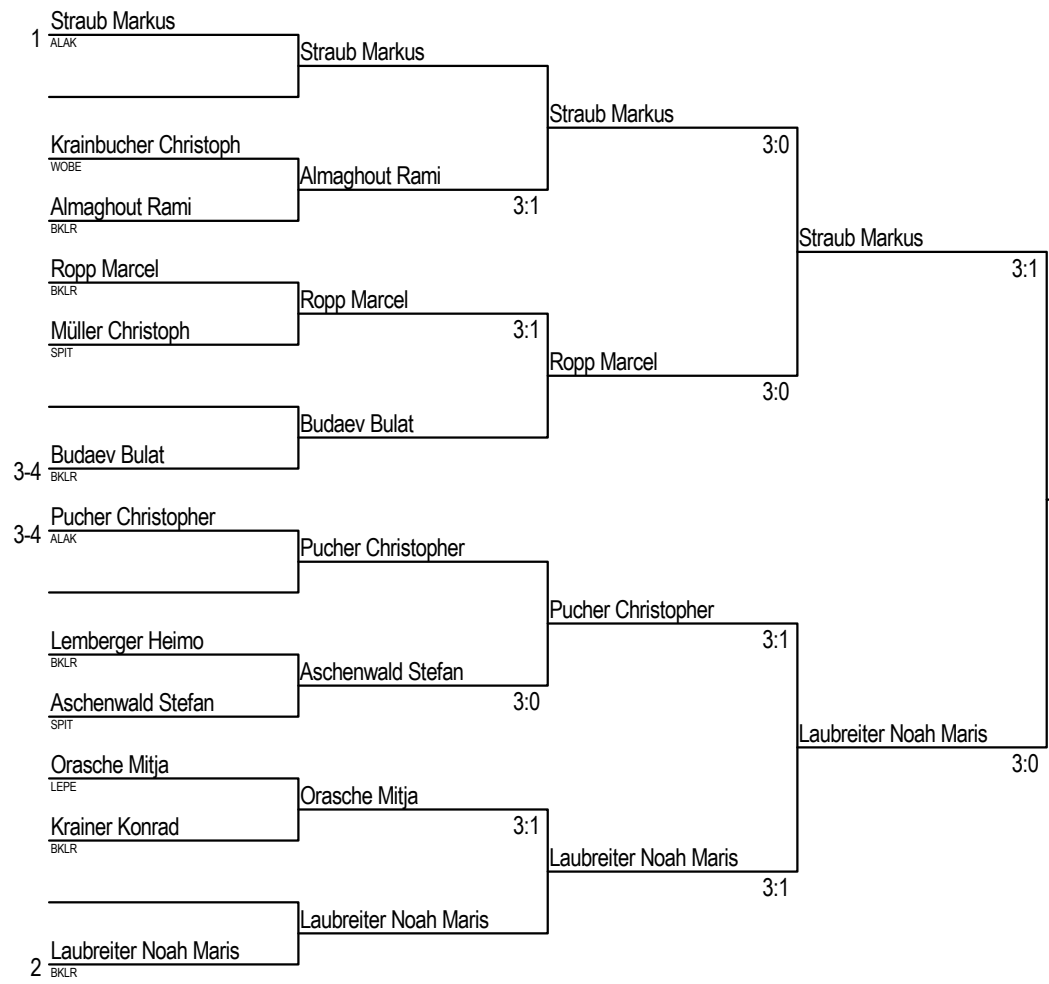 1
Straub Markus
ALAK
Krainbucher Christoph
WOBE
Almaghout Rami
BKLR
Ropp Marcel
BKLR
Müller Christoph
SPIT
3-4
Budaev Bulat
BKLR
3-4
Pucher Christopher
ALAK
Lemberger Heimo
BKLR
Aschenwald Stefan
SPIT
Orasche Mitja
LEPE
Krainer Konrad
BKLR
2
Laubreiter Noah Maris
BKLR
Straub Markus
Almaghout Rami
3:1
Ropp Marcel
3:1
Budaev Bulat
Pucher Christopher
Aschenwald Stefan
3:0
Orasche Mitja
3:1
Laubreiter Noah Maris
Straub Markus
3:0
Ropp Marcel
3:0
Pucher Christopher
3:1
Laubreiter Noah Maris
3:1
Straub Markus
3:1
Laubreiter Noah Maris
3:0